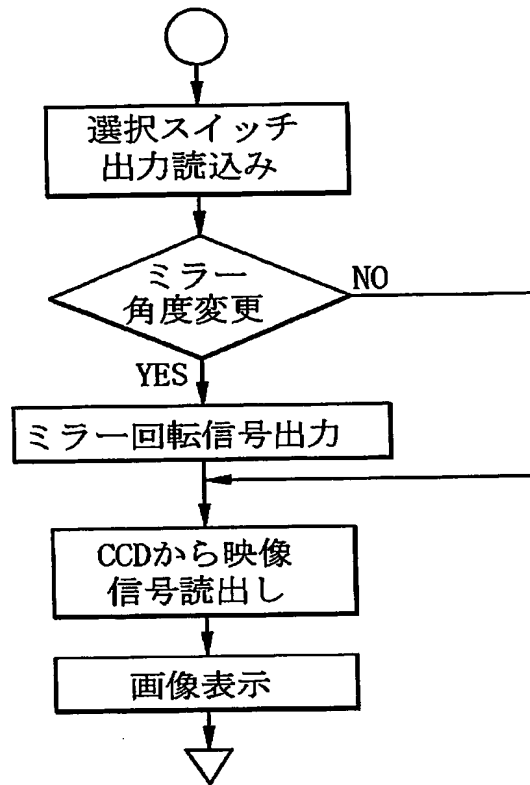 選択スイッチ
出力読込み
ミラー
角度変更
NO
YES
ミラー回転信号出力
CCDから映像
信号読出し
画像表示